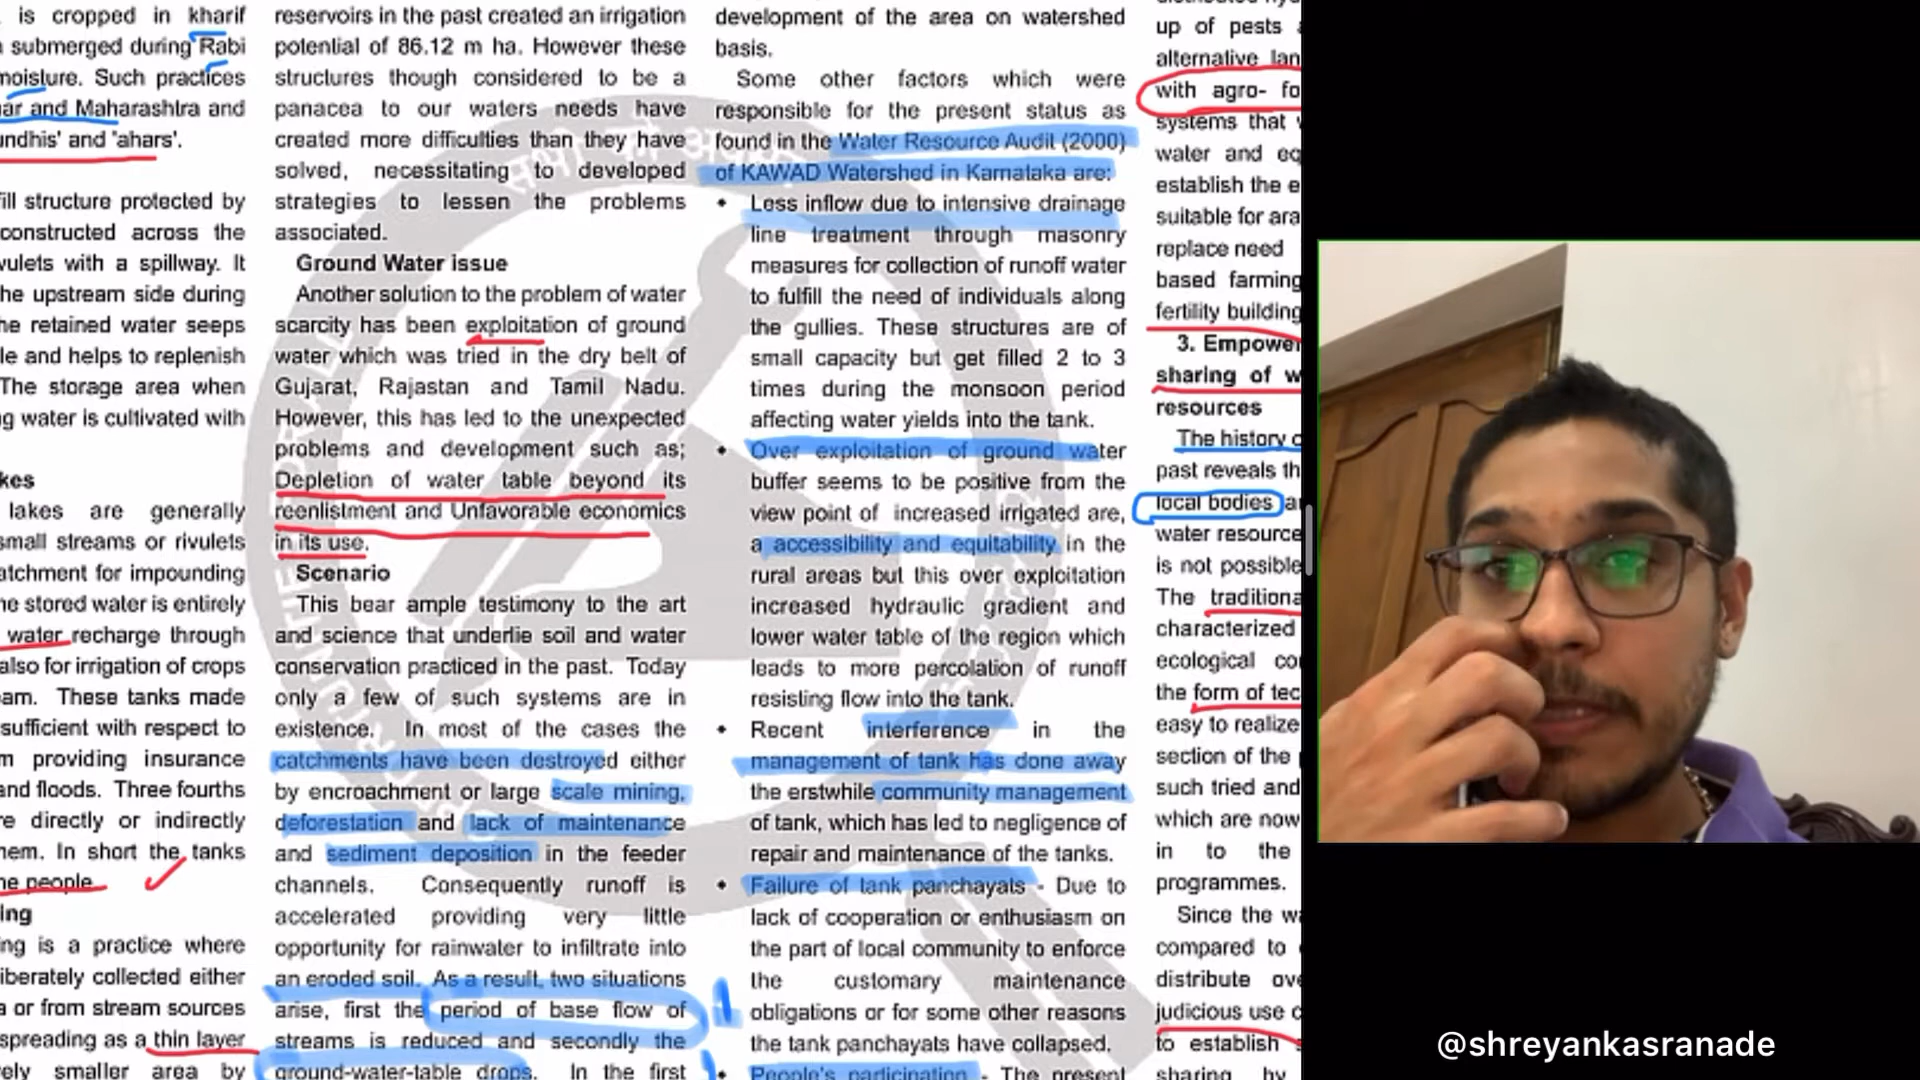 is cropped in kharif
submerged during Rabi
moisture. Such practices
and Maharashtra and
and 'ahars'.
fill structure protected by
constructed across the
with a spillway. It
the upstream side during
the retained water seeps
and helps to replenish
The storage area when
water is cultivated with
lakes are generally
small streams or rivulets
for impounding
stored water is entirely
water recharge through
also for irrigation of crops
These tanks made
sufficient with respect to
providing insurance
and floods. Three fourths
directly or indirectly
In short the tanks
people
is a practice where
collected either
or from stream sources
spreading as a thin layer
smaller area by
reservoirs in the past created an irrigation
potential of 86.12 m ha. However these
structures though considered to be a
panacea to our waters needs have
created more difficulties than they have
solved, necessitating to developed
strategies to lessen the problems
associated.
Ground Water issue
Another solution to the problem of water
scarcity has been exploitation of ground
water which was tried in the dry belt of
Gujarat, Rajastan and Tamil Nadu.
However, this has led to the unexpected
problems and development such as;
Depletion of water table beyond its
reenlistment and Unfavorable economics
in its use.
Scenario
This bear ample testimony to the art
and science that underlie soil and water
conservation practiced in the past. Today
only a few of such systems are in
existence. In most of the cases the
catchments have been destroyed either
by encroachment or large scale mining,
deforestation and lack of maintenance
and sediment deposition in the feeder
channels. Consequently runoff is
accelerated providing very little
opportunity for rainwater to infiltrate into
an eroded soil. As a result, two situations
arise, first the period of base flow of
streams is reduced and secondly the
ground-water-table drops. In the first
development of the area on watershed
basis.
Some other factors which were
responsible for the present status as
found in the Water Resource Audit (2000)
of KAWAD Watershed in Karnataka are:
• Less inflow due to intensive drainage
line treatment through masonry
measures for collection of runoff water
to fulfill the need of individuals along
the gullies. These structures are of
small capacity but get filled 2 to 3
times during the monsoon period
affecting water yields into the tank.
• Over exploitation of ground water
buffer seems to be positive from the
view point of increased irrigated are,
a accessibility and equitability in the
rural areas but this over exploitation
increased hydraulic gradient and
lower water table of the region which
leads to more percolation of runoff
resisting flow into the tank.
• Recent interference in the
management of tank has done away
the erstwhile community management
of tank, which has led to negligence of
repair and maintenance of the tanks.
• Failure of tank panchayats - Due to
lack of cooperation or enthusiasm on
the part of local community to enforce
the customary maintenance
obligations or for some other reasons
the tank panchayats have collapsed.
• People's participation - The present
up of pests
alternative
with agro-
systems that
water and
establish the
suitable for
replace need
based farming
fertility building
3.
sharing of
resources
The history
past reveals
local bodies
water resource
is not possible
The
characterized
ecological
the form of
easy to realize
section of the
such tried and
which are now
in to the
programmes.
Since the
compared to
distribute
judicious use
to establish
sharing by
@shreyankasranade